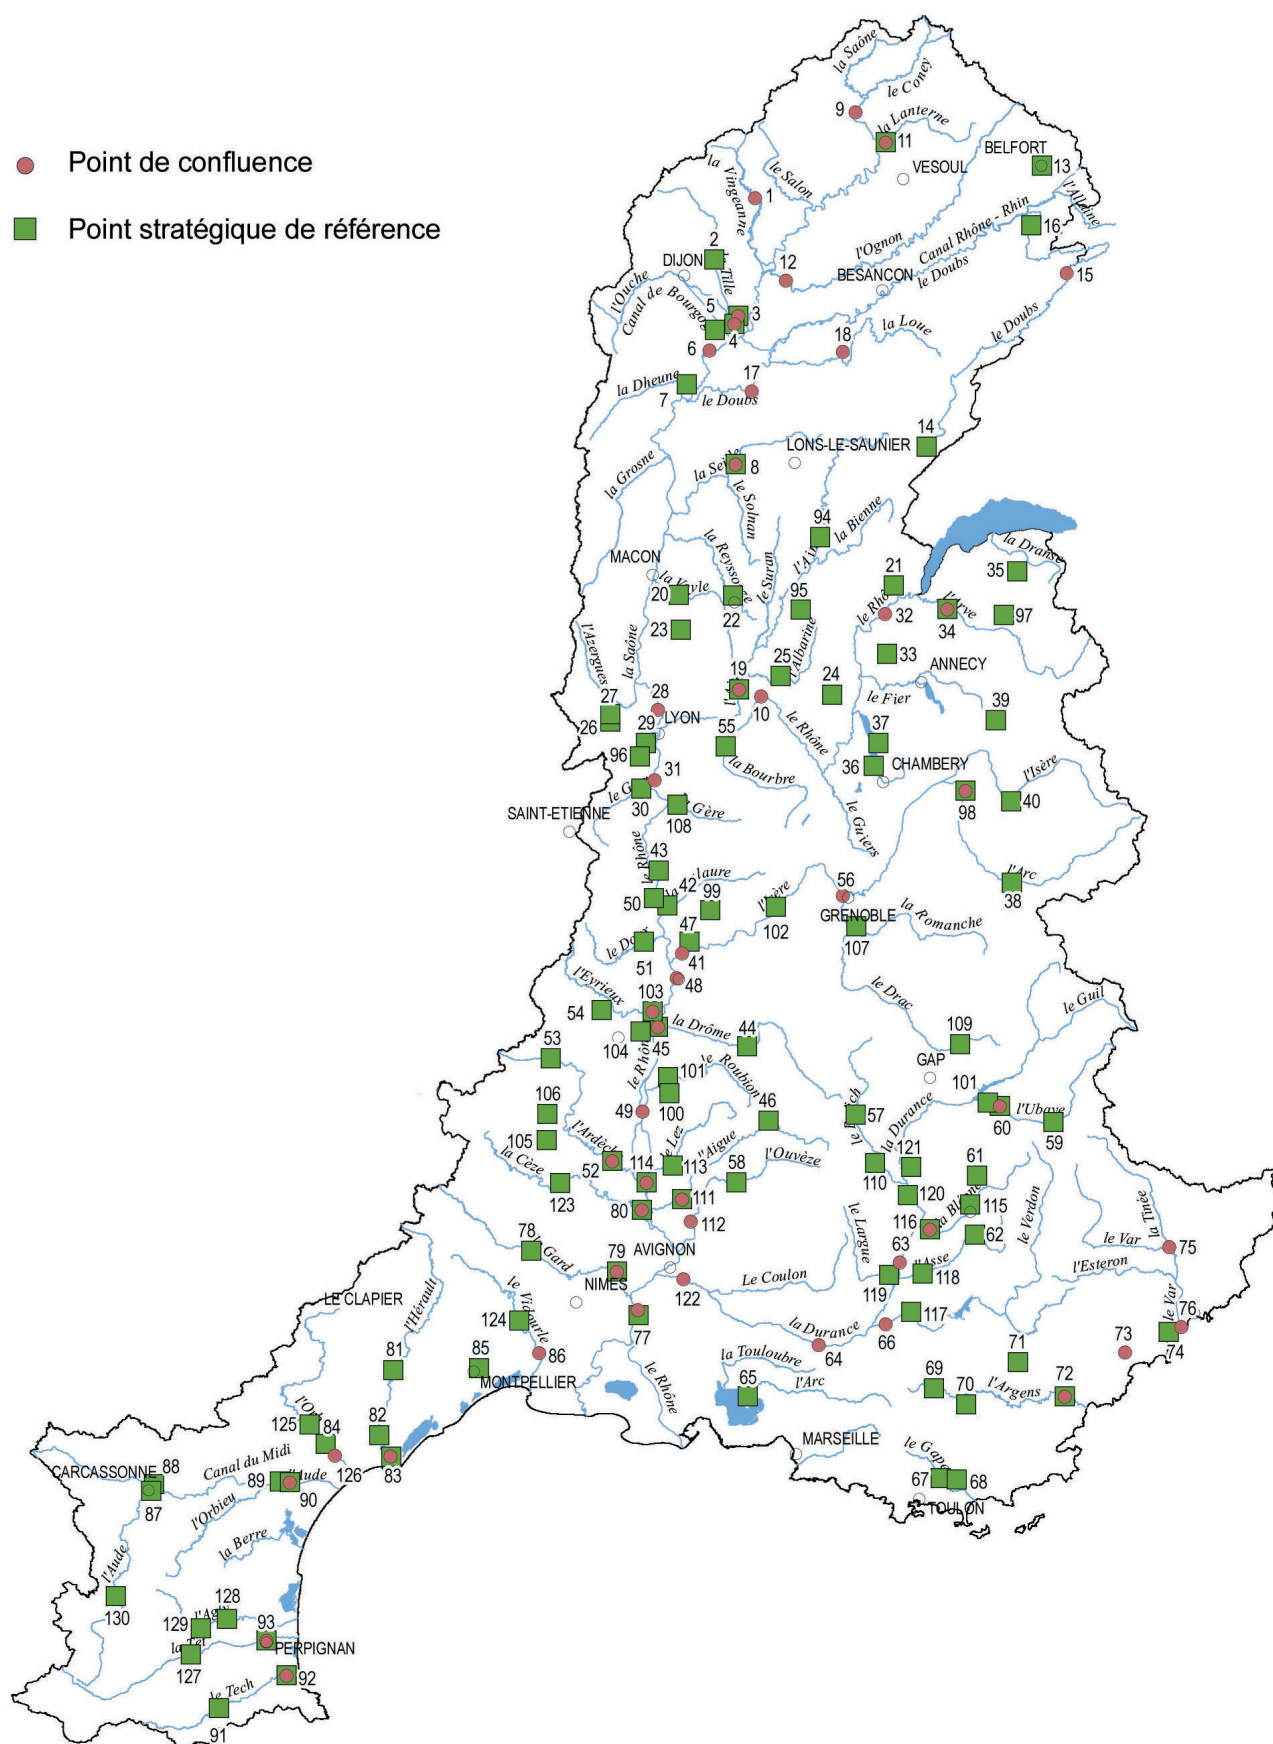 Point de confluence
Point stratégique de référence
la Saône
le Coney
9
la Lanterne
11
BELFORT
13
VESOUL
la Vingeanne
le Salon
1
l'Allaine
Canal Rhône - Rhin
16
2
DIJON
l'Ognon
12
BESANCON
le Doubs
15
l'Ouche
Canal de Bourgog
5
3
4
6
18
la Loue
le Doubs
17
la Dheune
7
le Doubs
14
LONS-LE-SAUNIER
la Grosne
8
le Solnan
94
la Bienne
MACON
la Reyssouze
le Suran
la Dranse
35
21
20
22
95
le Rhô
32
34
97
23
l'Azergues
la Saône
l'Albarine
33
25
19
24
ANNECY
10
le Fier
28
27
26
LYON
29
39
96
55
le Rhône
37
36
CHAMBERY
la Bourbre
31
30
108
Gère
98
l'Isère
40
SAINT-ETIENNE
le Guiers
43
le Rhône
42
99
56
l'Arc
38
50
102
GRENOBLE
la Romanche
47
107
51
41
48
l'Eyrieux
103
le Drac
le Guil
54
la Drôme
44
109
104
45
53
GAP
101
le Roubion
101
le Rhône
100
49
46
57
la Durance
l'Ubaye
60
59
106
105
la Cèze
52
le Lez
114
113
l'Ouvèze
58
121
61
110
123
111
120
115
80
112
116
le Verdon
la Tinée
78
le Gard
79
AVIGNON
le Largue
63
62
l'Asse
118
le Var
75
l'Esteron
NIMES
Le Coulon
122
119
LE CLAPIER
l'Hérault
le Vidourle
124
77
la Durance
117
66
le Var
76
74
86
64
73
81
85
MONTPELLIER
la Touloubre
l'Arc
65
le Rhône
71
69
70
l'Argens
72
125
84
82
126
83
MARSEILLE
67
68
TOULON
CARCASSONNE
88
87
Canal du Midi
89
l'Aude
90
l'Orbieu
la Berre
l'Aude
130
128
129
93
127
PERPIGNAN
92
le Tech
91